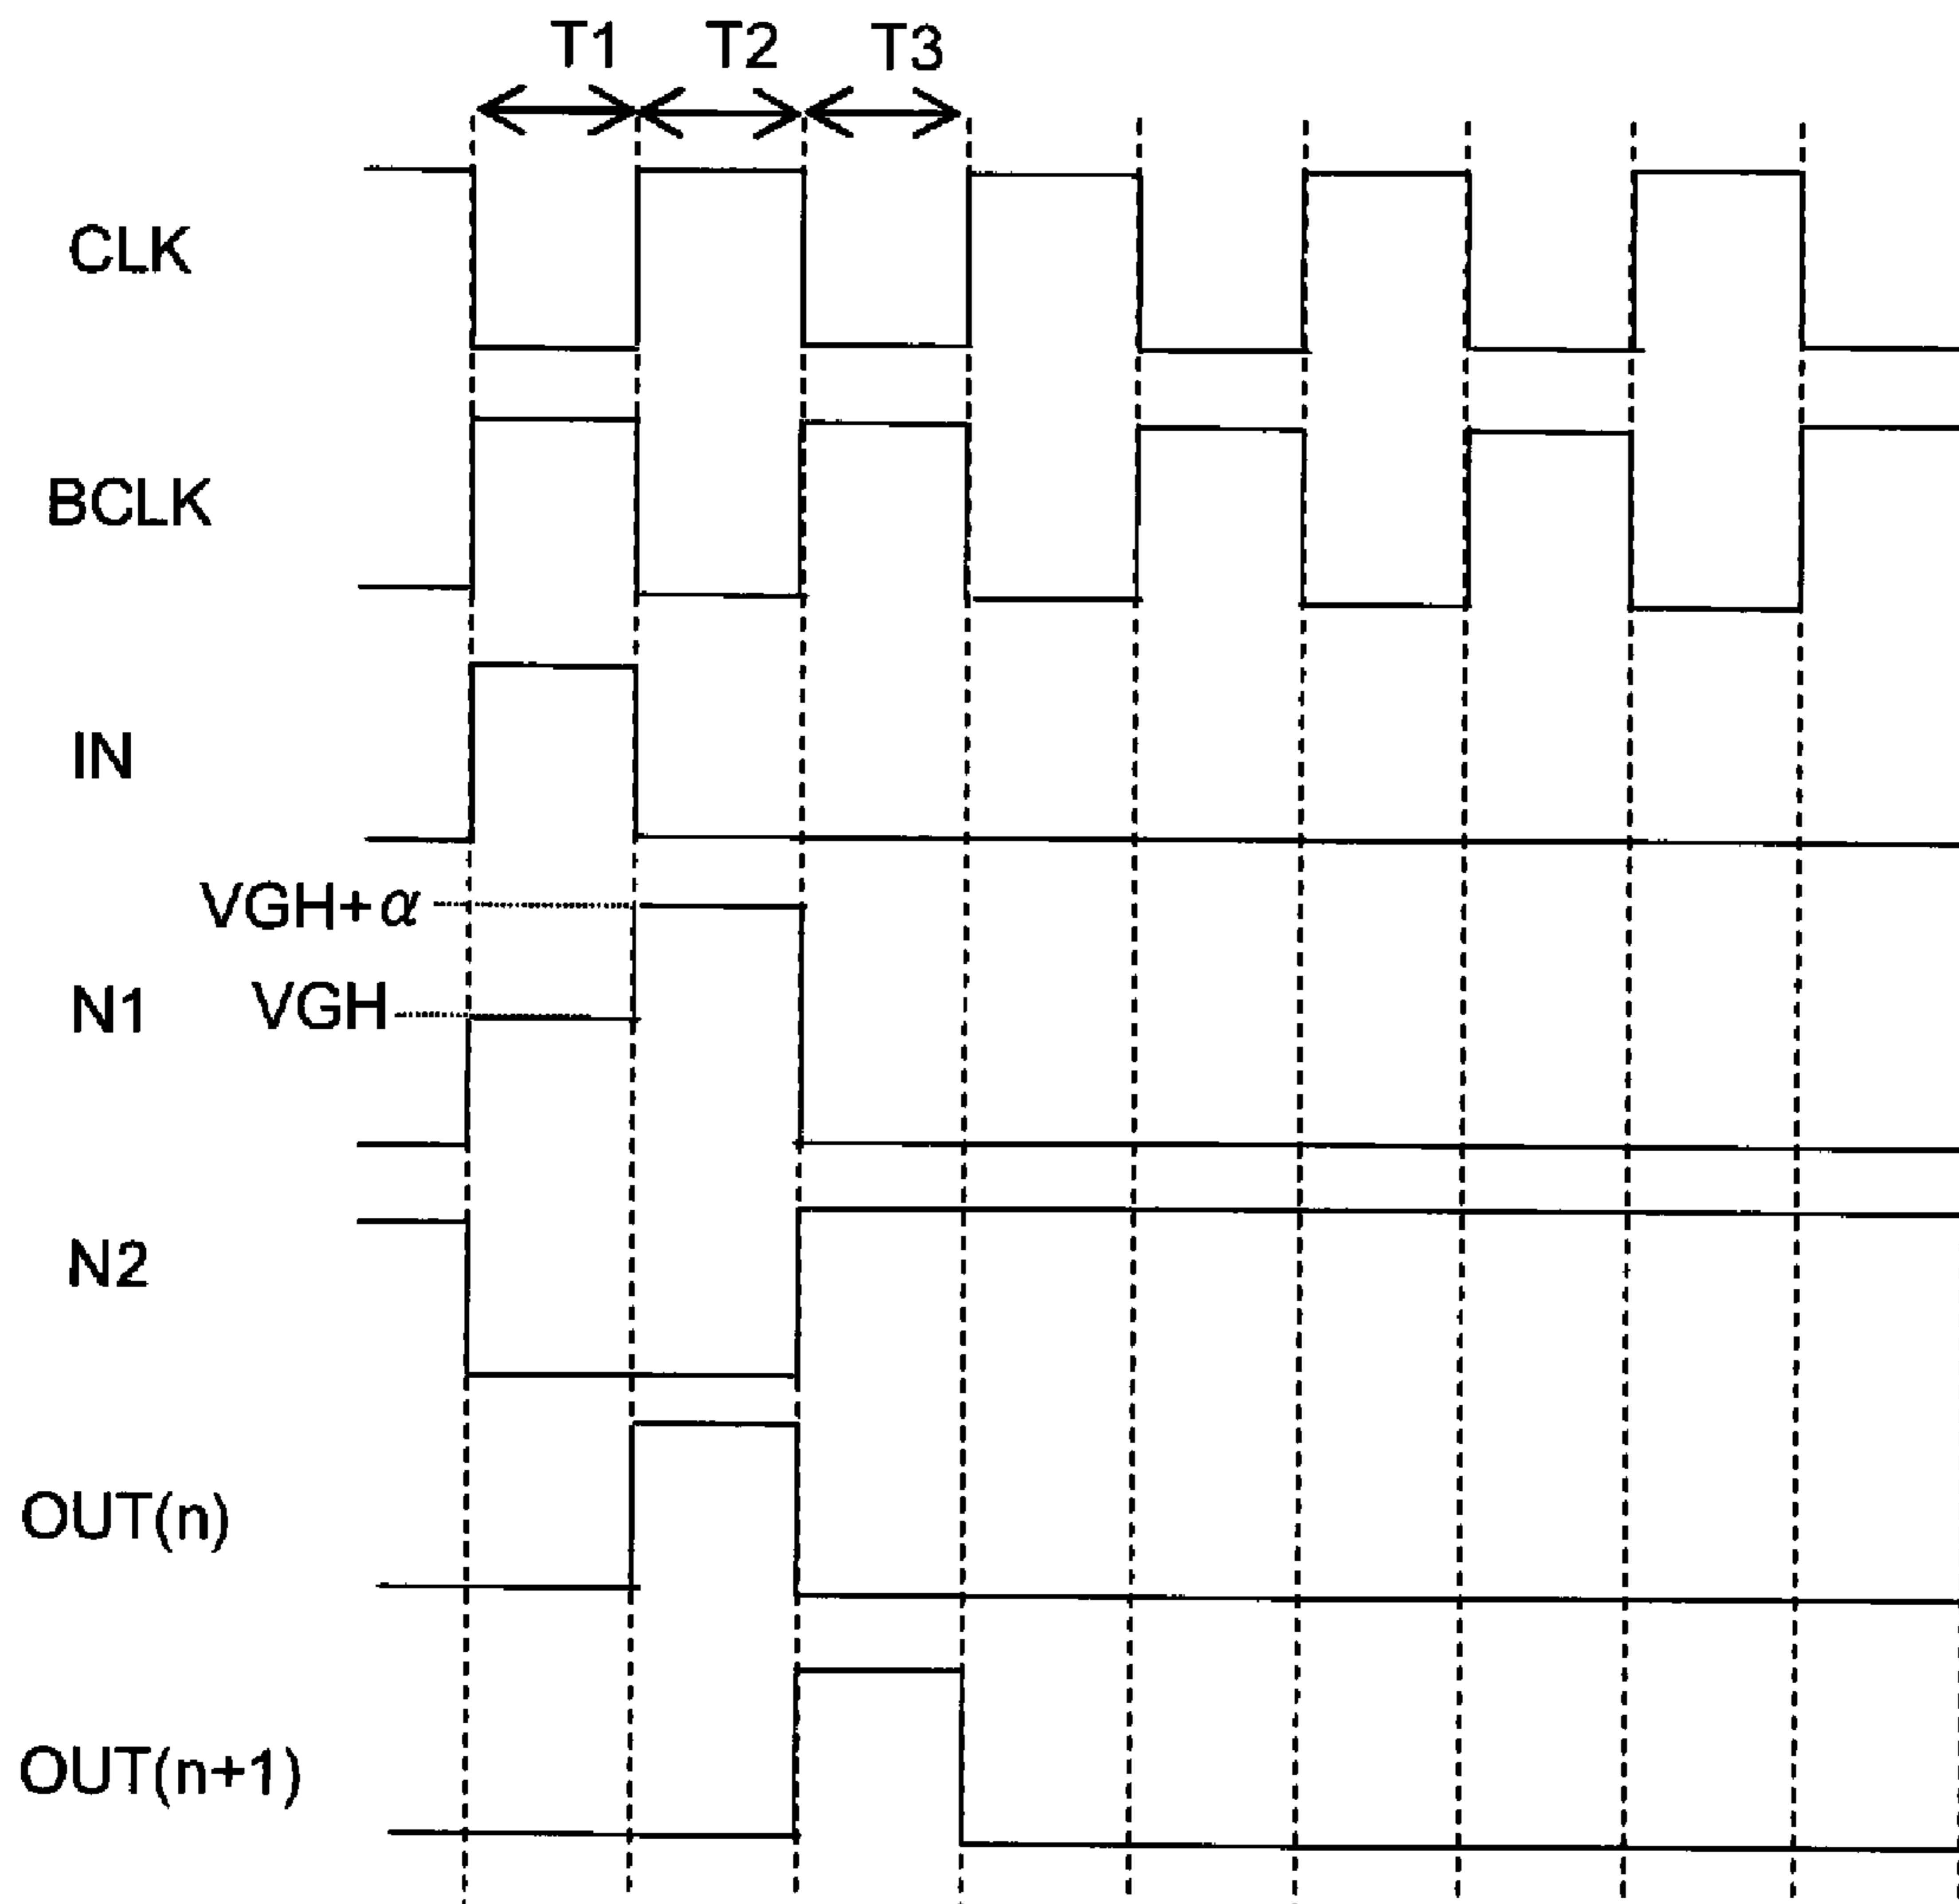 T1 T2 T3
CLK
BCLK
IN
VGH+α
N1 VGH
N2
OUT(n)
OUT(n+1)